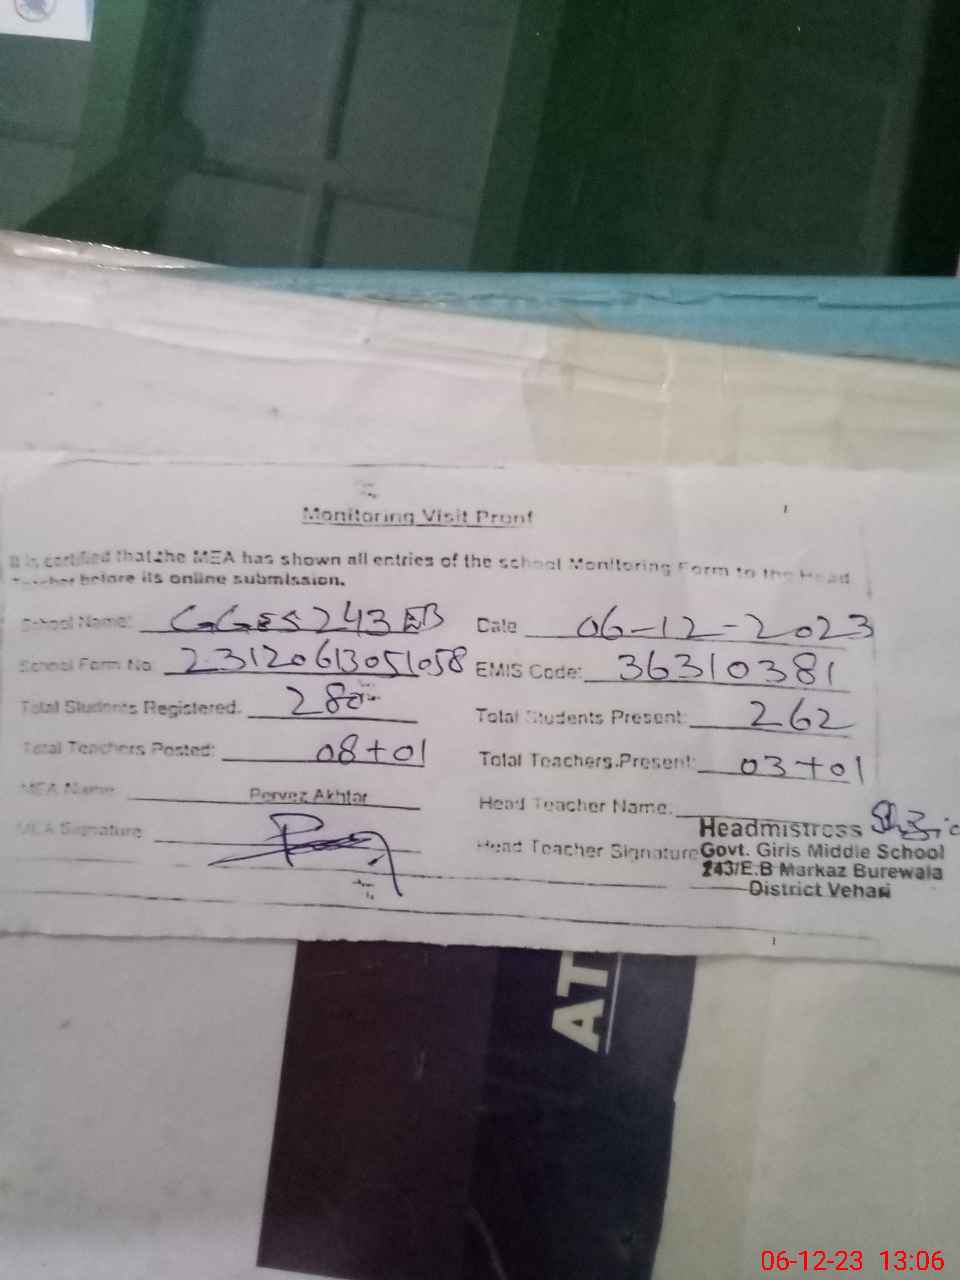 Monitoring Visit Proof
It is certified that the MEA has shown all entries of the school Monitoring Form to the Head
Teacher before its online submission.
School Name: GGES 243 EB Date 06-12-2023
School Form No. 23120613051058 EMIS Code: 36310381
Total Students Registered: 280 Total Students Present: 262
Total Teachers Posted: 08+01 Total Teachers Present: 03+01
MEA Name Pervez Akhtar Head Teacher Name:
MEA Signature Head Teacher Signature
Headmistress
Govt. Girls Middle School
243/E.B Markaz Burewala
District Vehari
AT
06-12-23 13:06